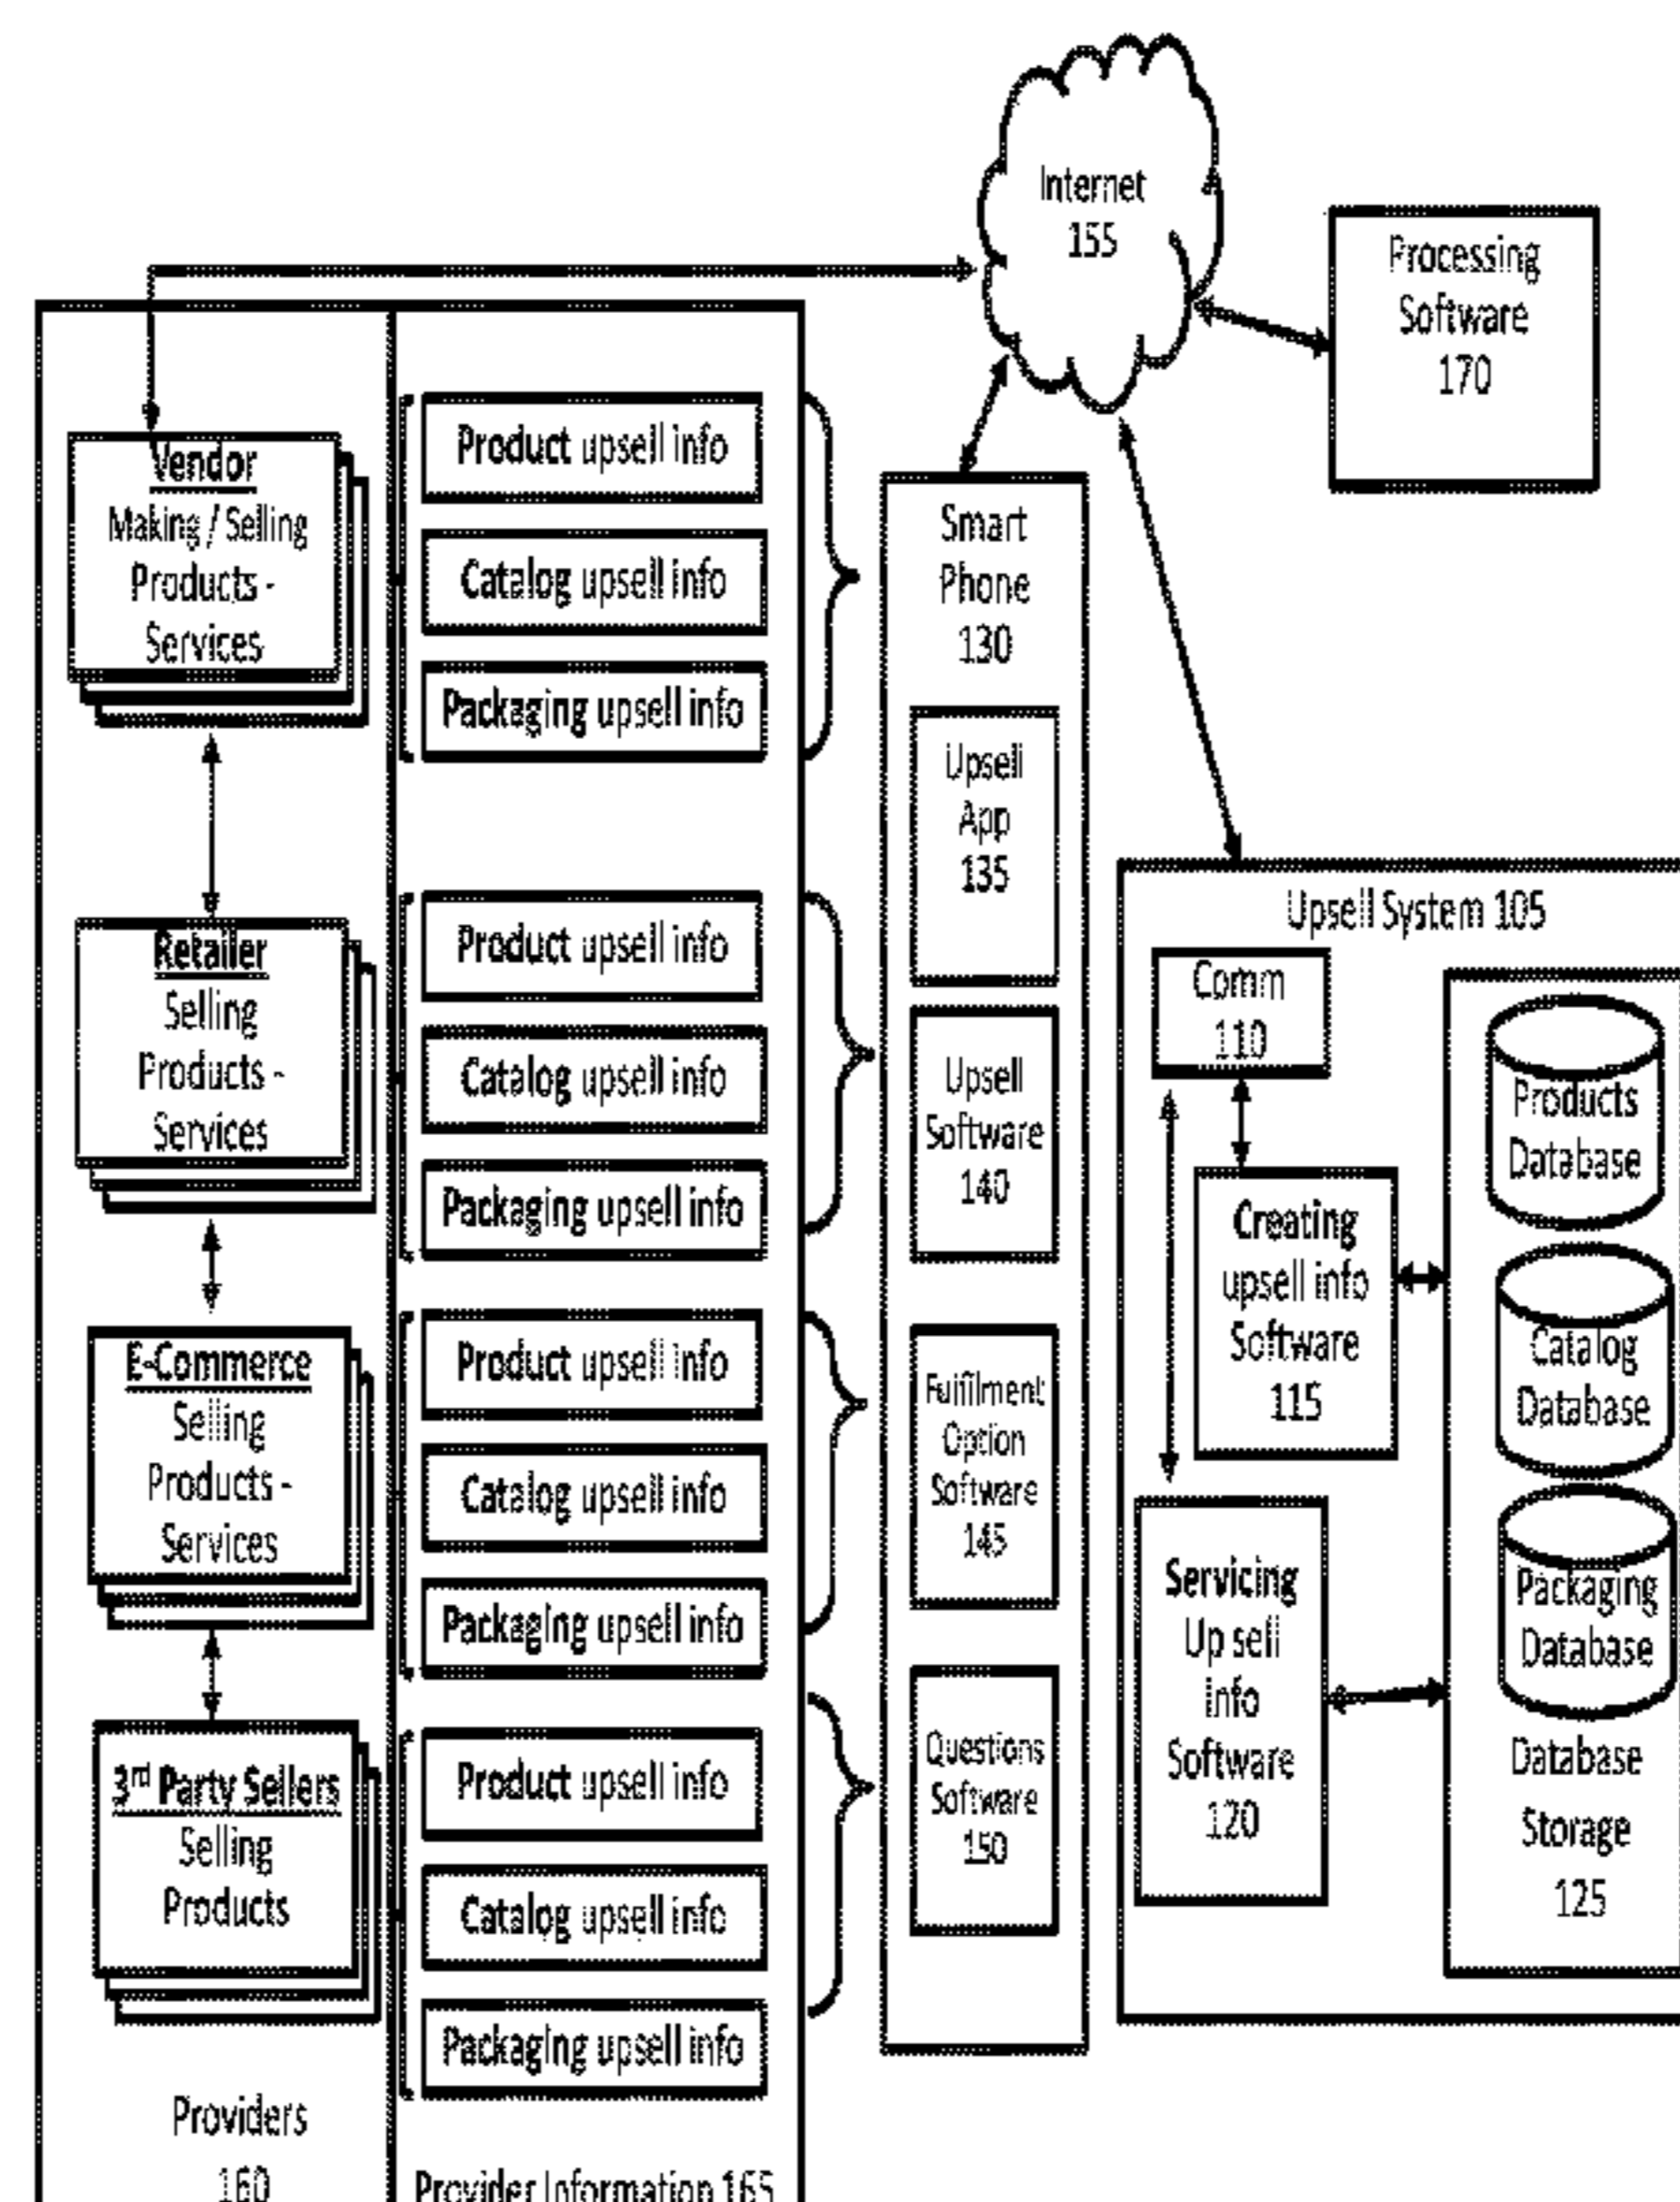 Internet
155
Processing
Software
170
Vendor
Making / Selling
Products -
Services
Product upsell info
Catalog upsell info
Packaging upsell info
Retailer
Selling
Products -
Services
Product upsell info
Catalog upsell info
Packaging upsell info
E-Commerce
Selling
Products -
Services
Product upsell info
Catalog upsell info
Packaging upsell info
3rd Party Sellers
Selling
Products
Product upsell info
Catalog upsell info
Packaging upsell info
Providers
160
Provider Information 165
Smart
Phone
130
Upsell
App
135
Upsell
Software
140
Fulfilment
Option
Software
145
Questions
Software
150
Upsell System 105
Comm
110
Creating
upsell info
Software
115
Servicing
Up sell
info
Software
120
Products
Database
Catalog
Database
Packaging
Database
Database
Storage
125